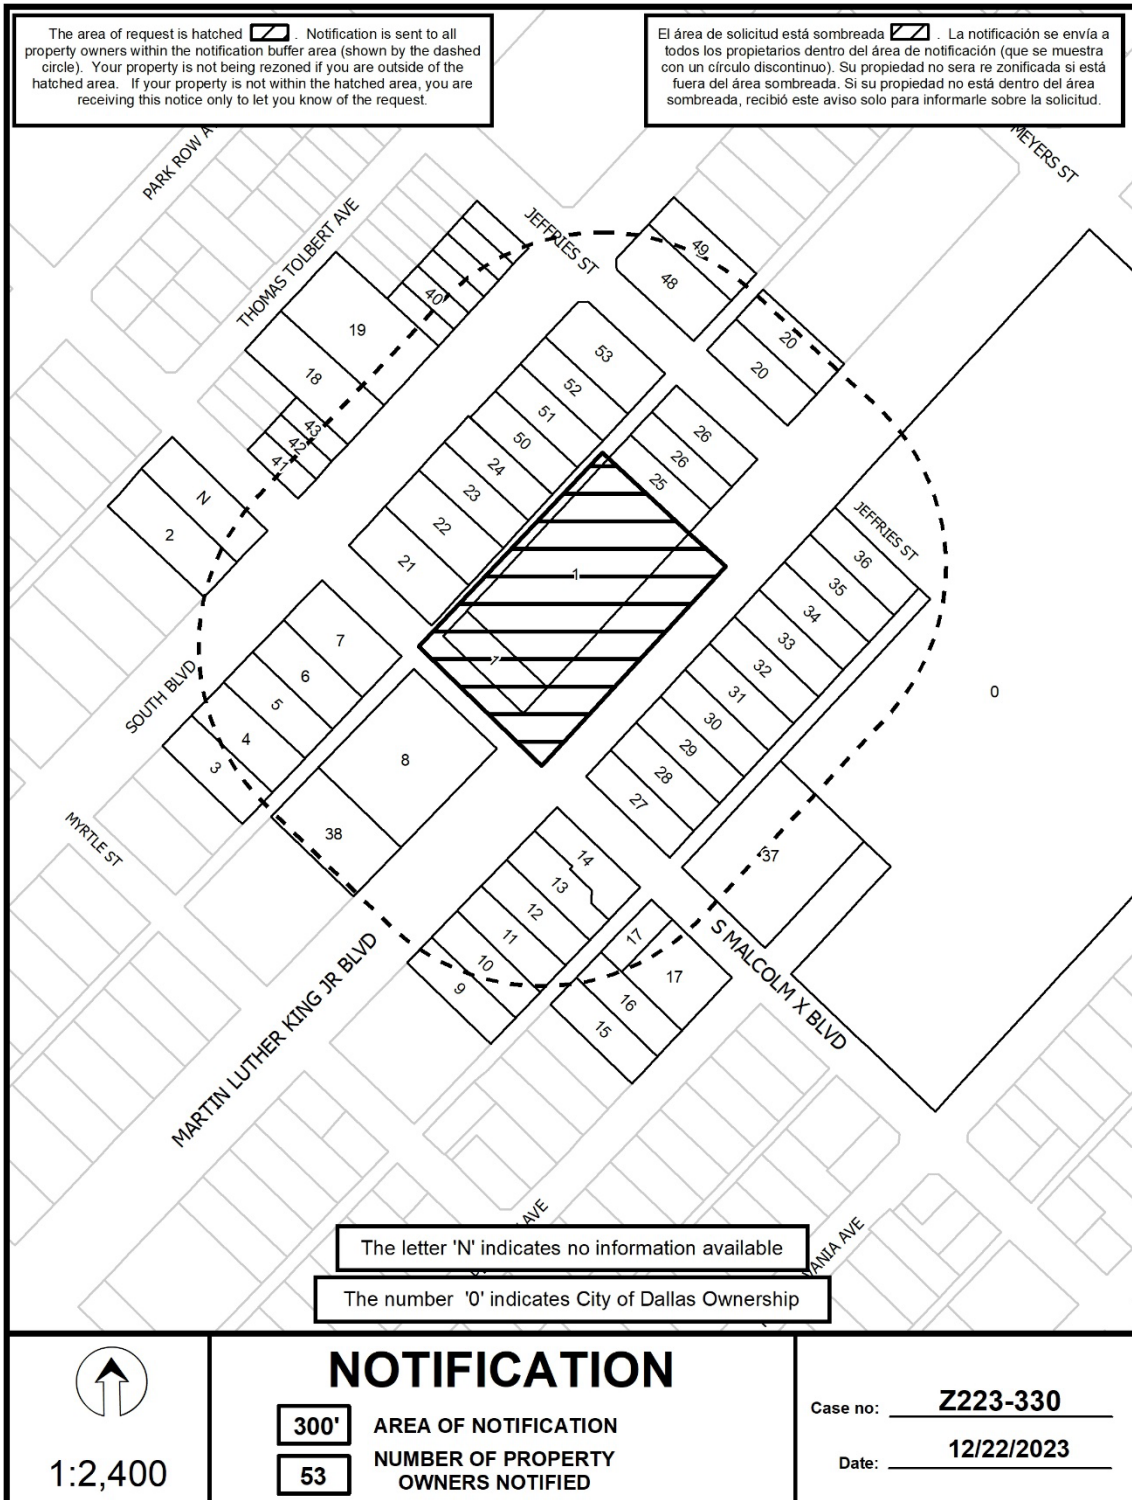 The area of request is hatched . Notification is sent to all
property owners within the notification buffer area (shown by the dashed
circle). Your property is not being rezoned if you are outside of the
hatched area. If your property is not within the hatched area, you are
receiving this notice only to let you know of the request.
El área de solicitud está sombreada . La notificación se envía a
todos los propietarios dentro del área de notificación (que se muestra
con un círculo discontinuo). Su propiedad no sera re zonificada si está
fuera del área sombreada. Si su propiedad no está dentro del área
sombreada, recibió este aviso solo para informarle sobre la solicitud.
PARK ROW
MEYERS ST
THOMAS TOLBERT AVE
JEFFRIES ST
49
48
40
19
20
20
18
53
52
51
50
43
42
41
24
23
22
21
26
26
25
N
2
1
JEFFRIES ST
36
35
34
33
32
31
30
29
28
27
7
6
5
4
3
SOUTH BLVD
0
8
38
37
MYRTLE ST
14
13
12
11
10
9
17
17
16
15
S MALCOLM X BLVD
MARTIN LUTHER KING JR BLVD
AVE
VANIA AVE
The letter 'N' indicates no information available
The number '0' indicates City of Dallas Ownership
1:2,400
NOTIFICATION
300' AREA OF NOTIFICATION
53 NUMBER OF PROPERTY
OWNERS NOTIFIED
Case no: Z223-330
Date: 12/22/2023